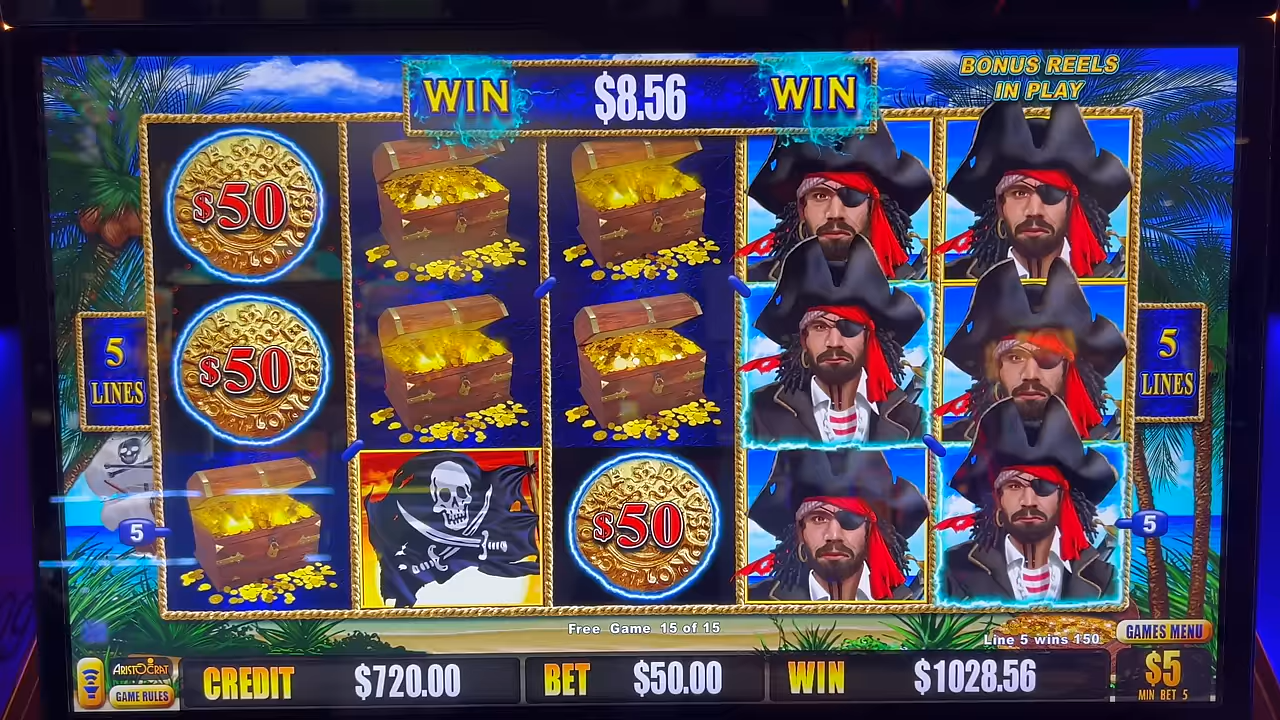 BONUS REELS
IN PLAY
WIN $8.56 WIN
$50
$50
5
LINES
5
LINES
$50
5
5
Free Game 15 of 15
Line 5 wins 150
GAMES MENU
ARISTOCRAT
GAME RULES
CREDIT $720.00
BET $50.00
WIN $1028.56
$5
MIN BET 5